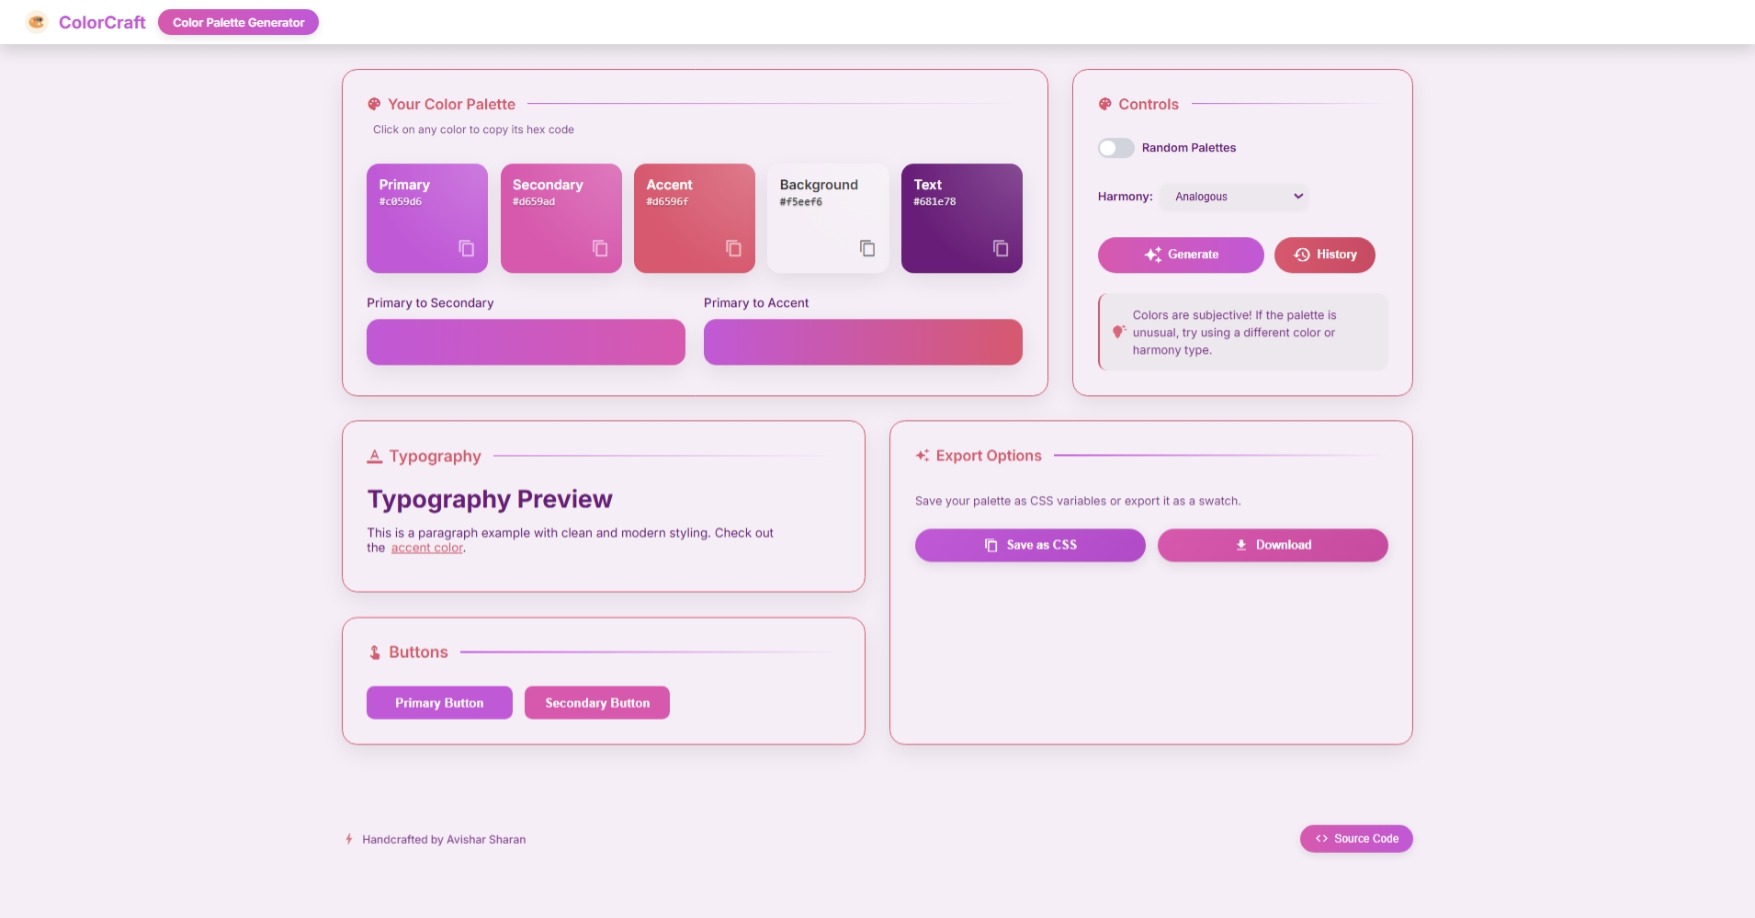 ColorCraft
Color Palette Generator
Your Color Palette
Click on any color to copy its hex code
Primary
#c059d6
Secondary
#d659ad
Accent
#d6596f
Background
#f5eef6
Text
#681e78
Primary to Secondary
Primary to Accent
Controls
Random Palettes
Harmony:
Analogous
Generate
History
Colors are subjective! If the palette is
unusual, try using a different color or
harmony type.
Typography
Typography Preview
This is a paragraph example with clean and modern styling. Check out
the accent color.
Buttons
Primary Button
Secondary Button
Export Options
Save your palette as CSS variables or export it as a swatch.
Save as CSS
Download
Handcrafted by Avishar Sharan
Source Code